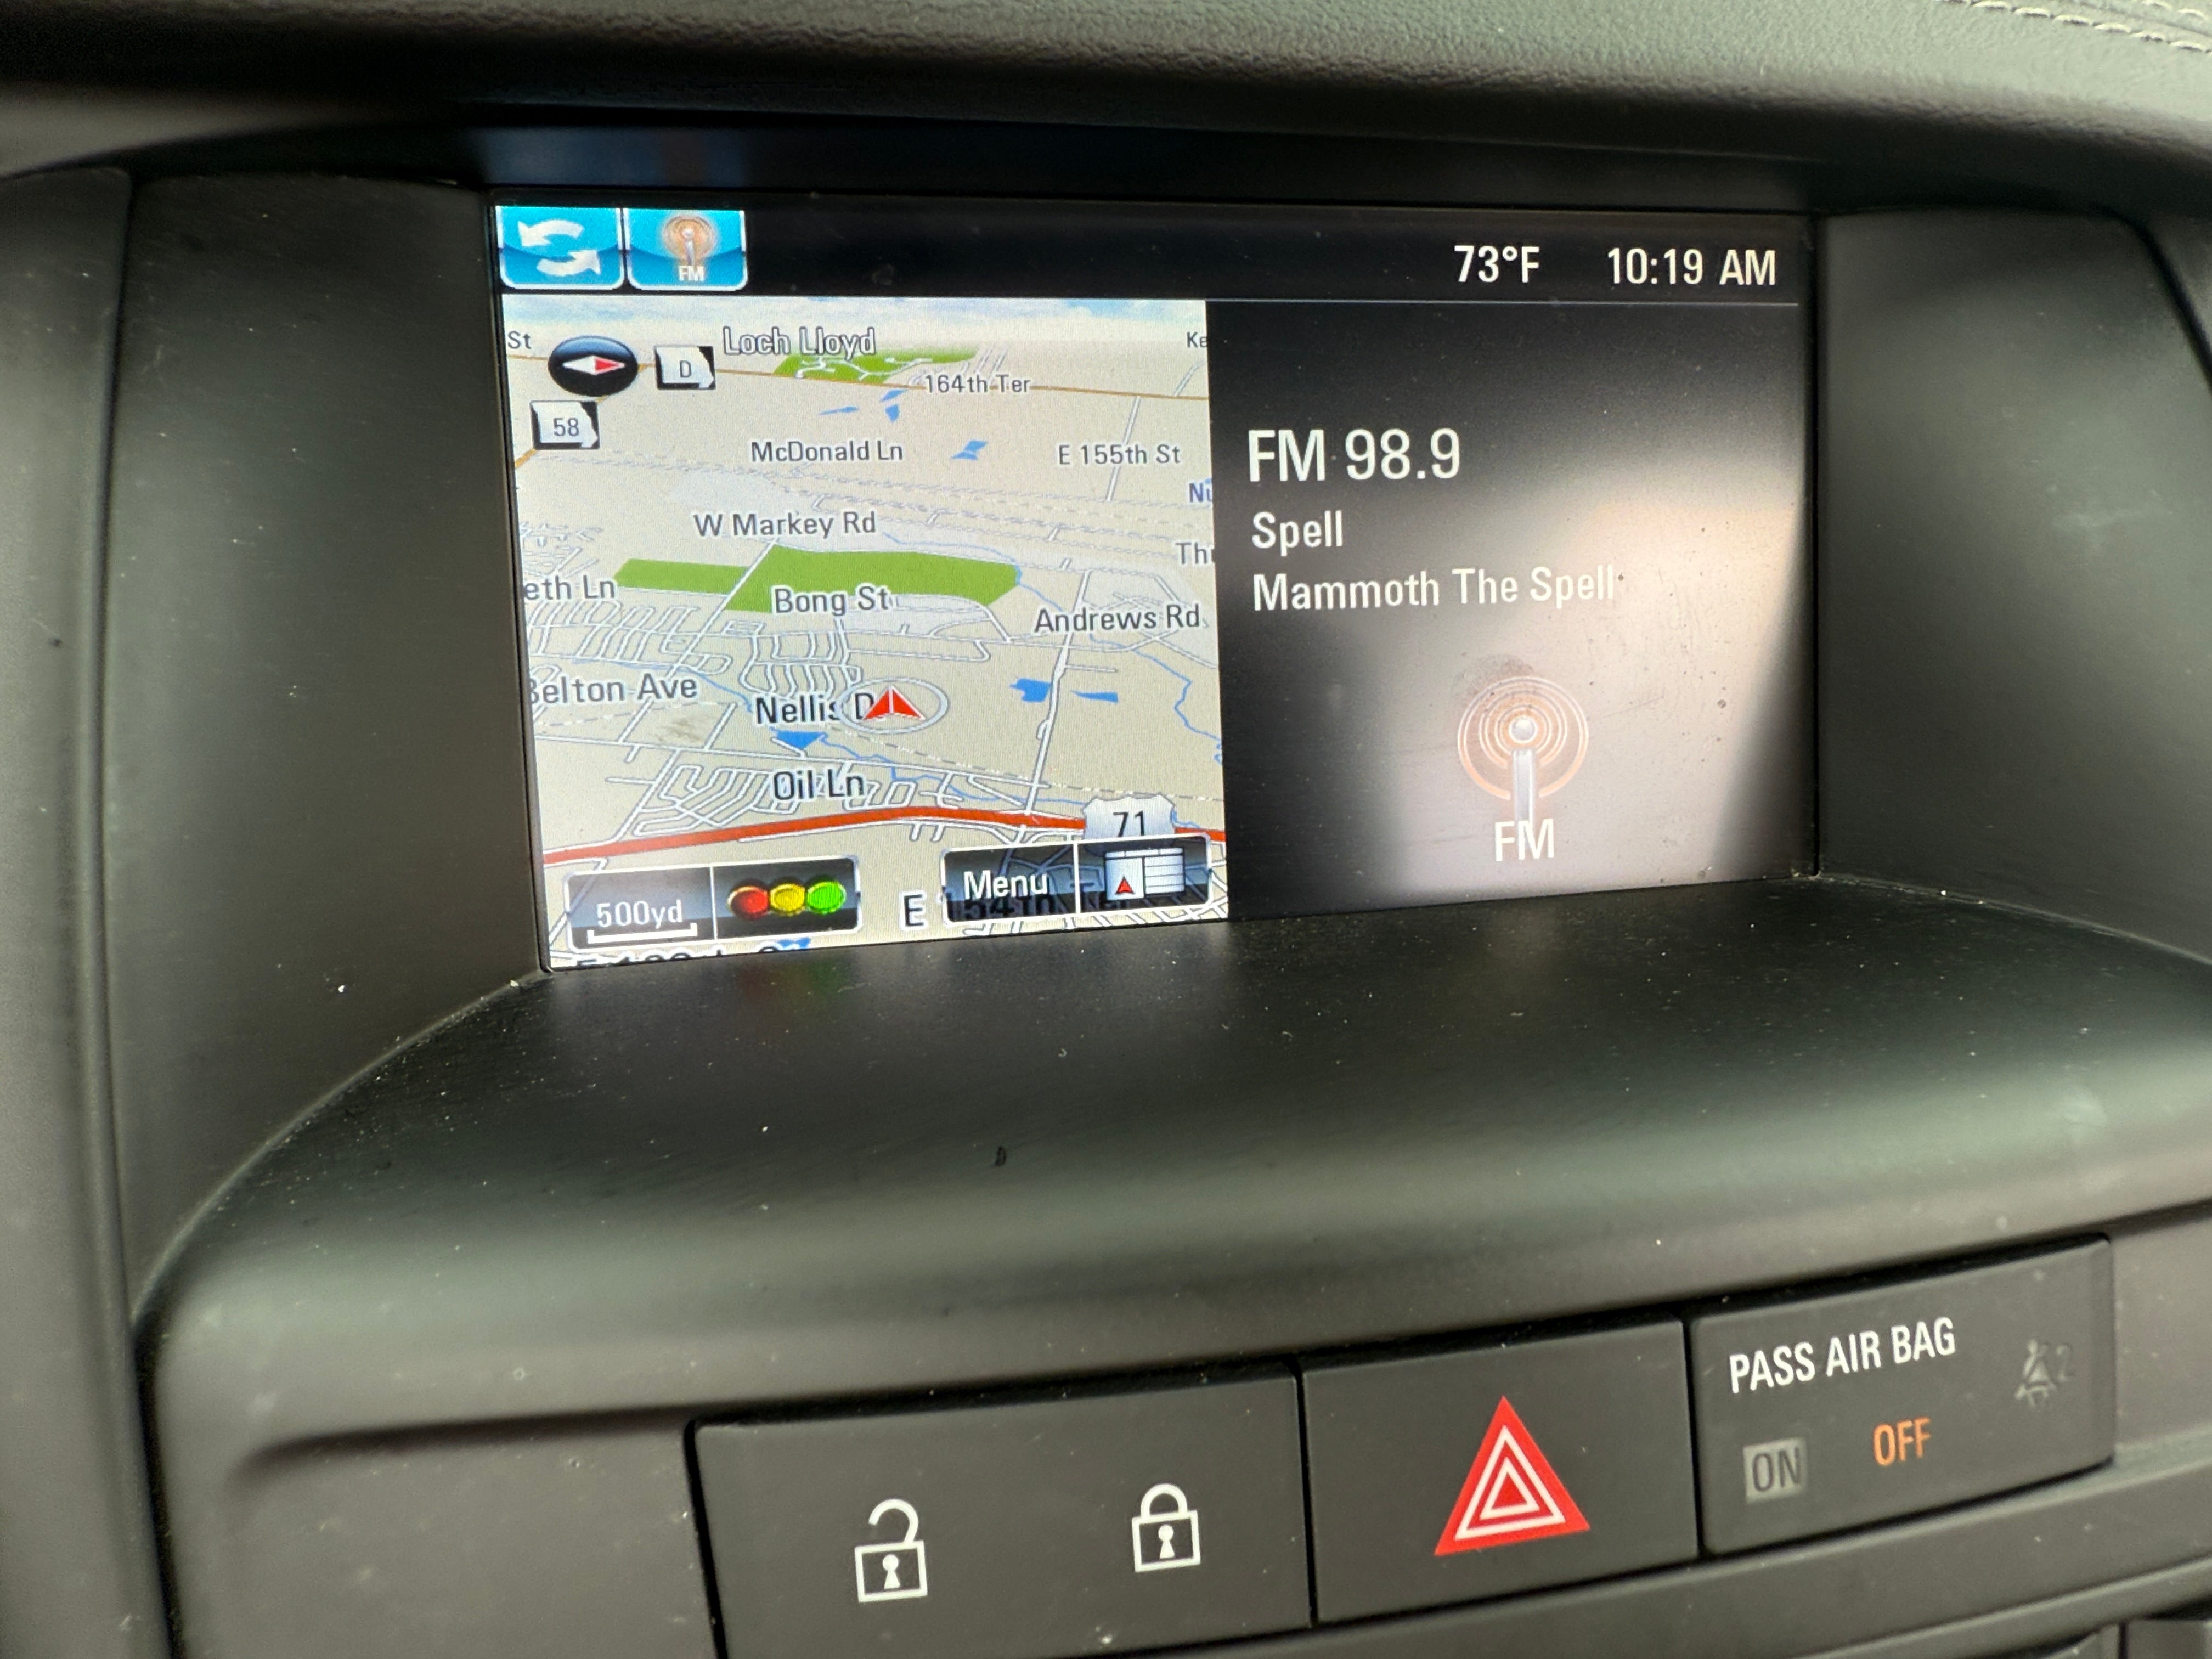 FM
73°F 10:19 AM
St
D
Loch Lloyd
164th Ter
58
McDonald Ln
E 155th St
W Markey Rd
eth Ln
Bong St
Andrews Rd
Belton Ave
Nellis D
Oil Ln
71
500yd
Menu
FM 98.9
Spell
Mammoth The Spell
FM
PASS AIR BAG
ON OFF
2